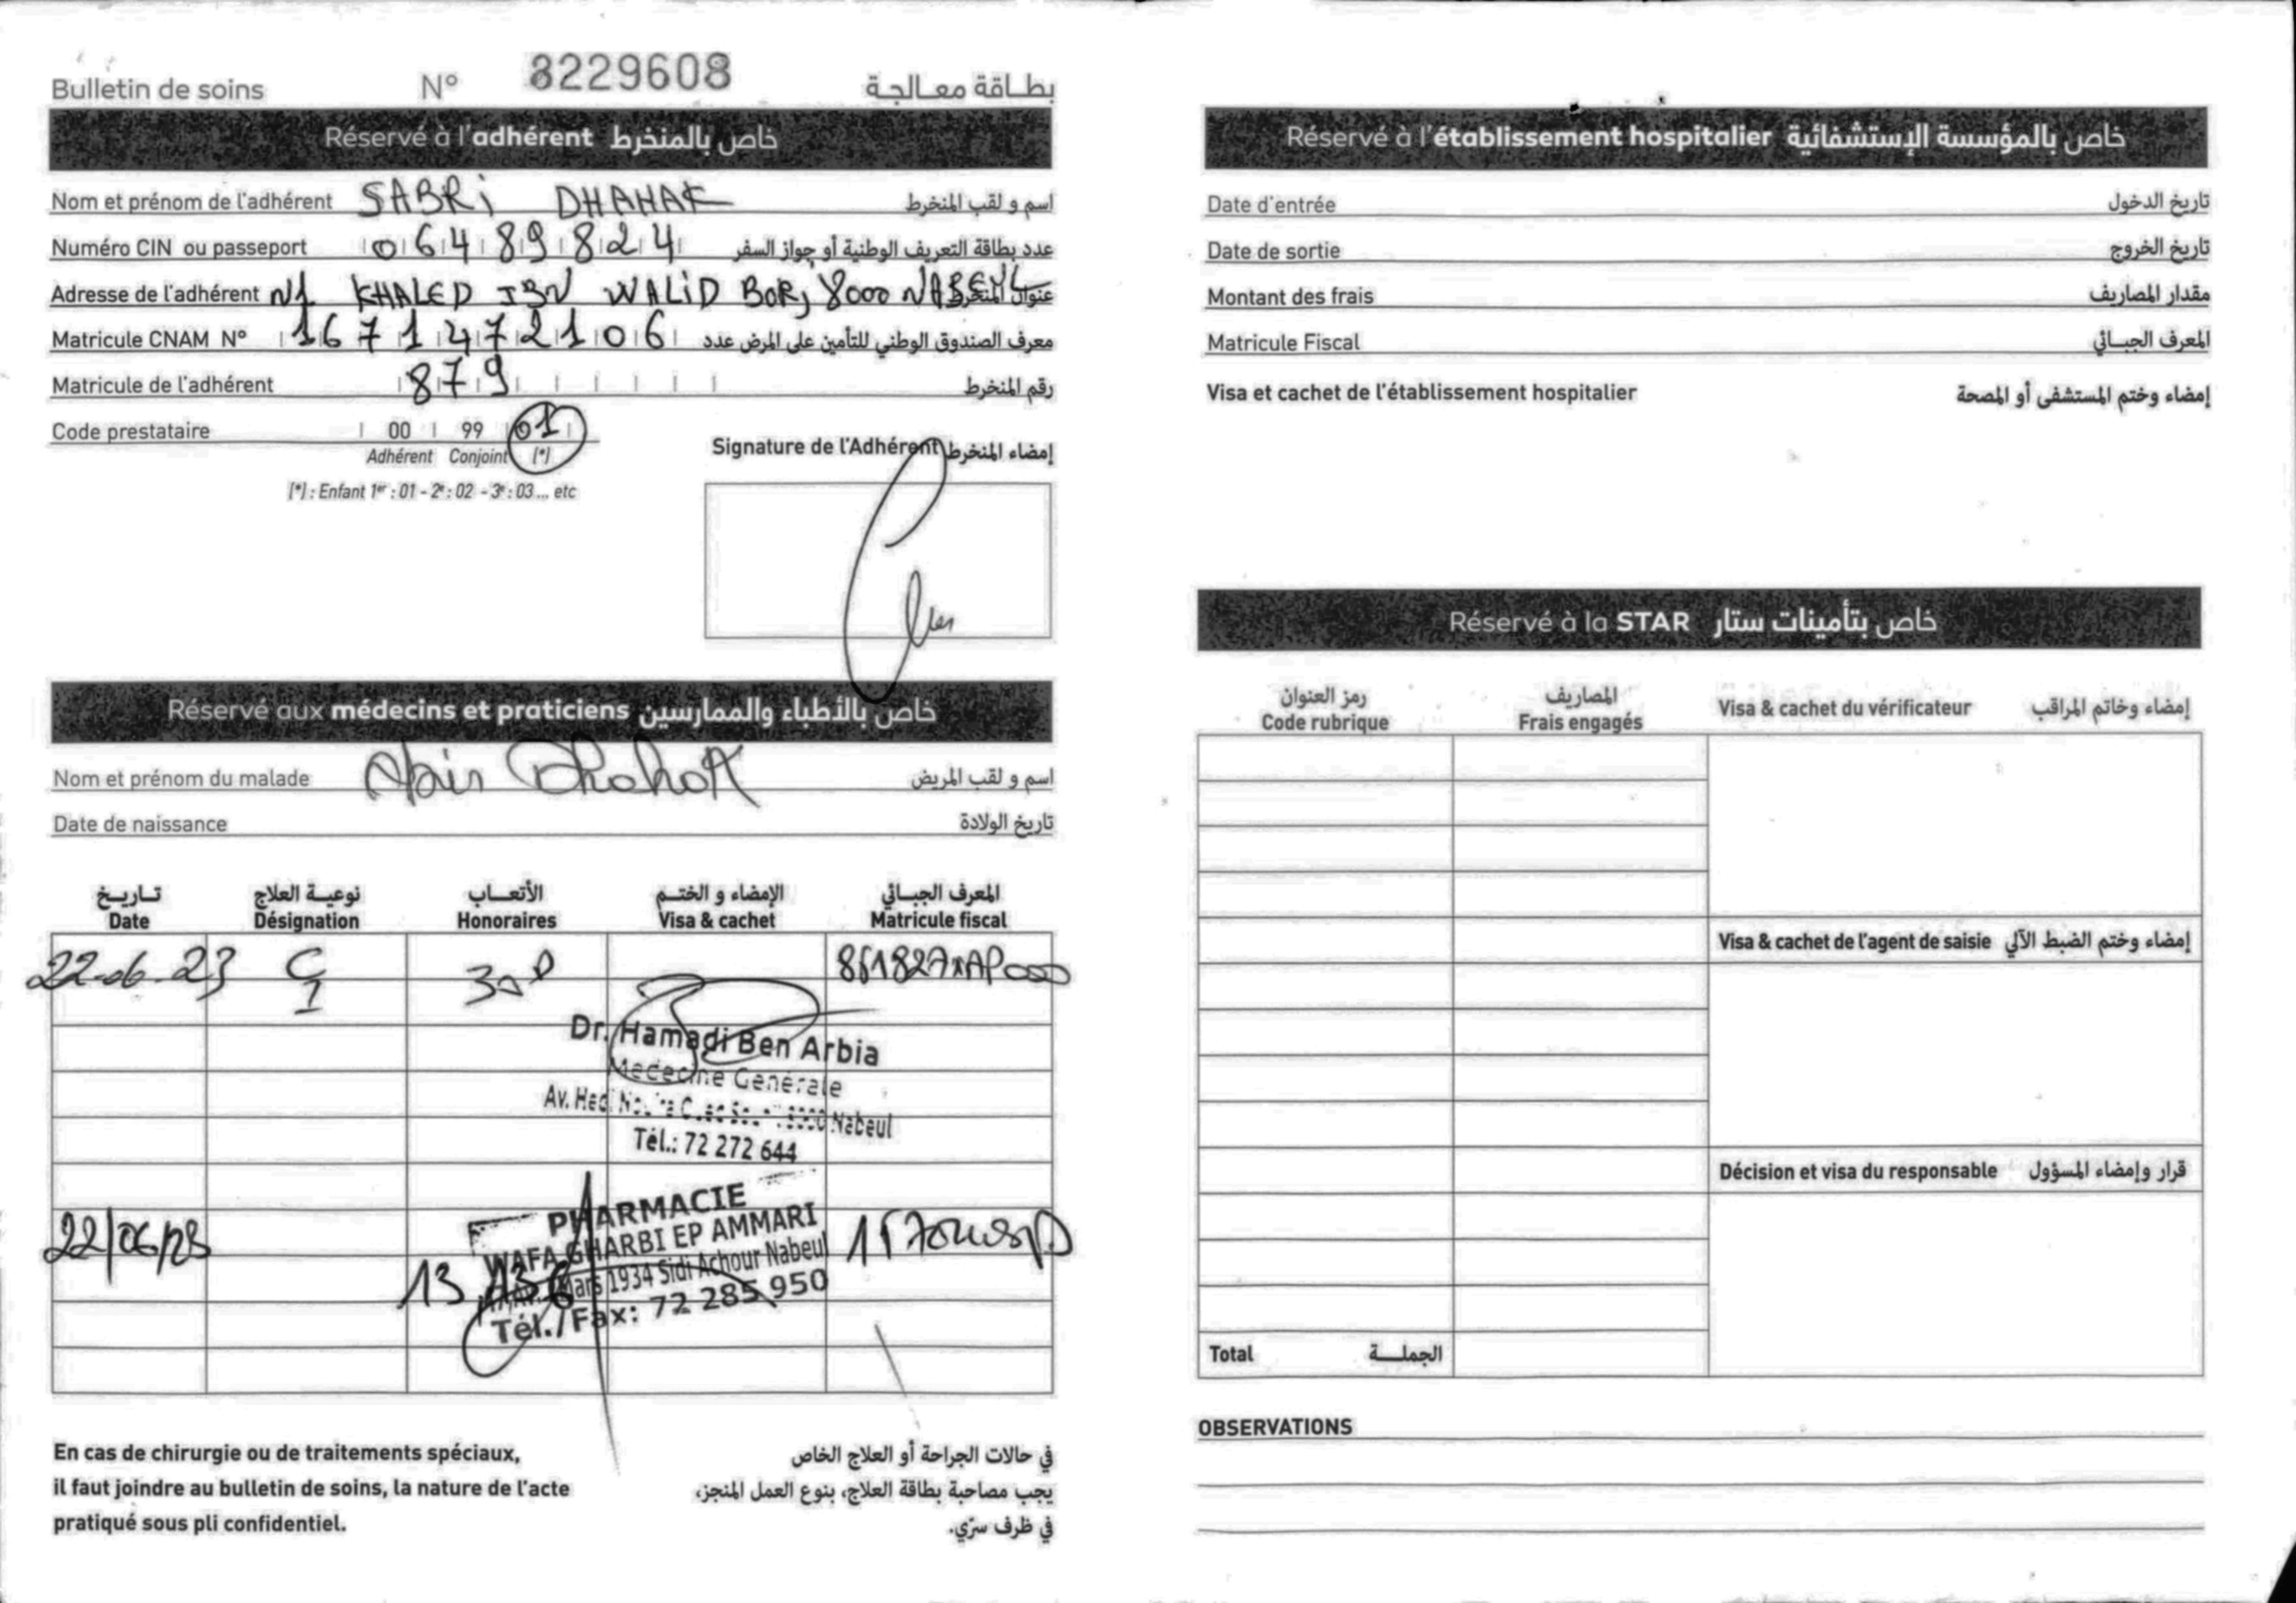 Bulletin de soins N° 8229608 بطاقة معالجة
Réservé à l'adhérent خاص بالمنخرط
Nom et prénom de l'adhérent SABRi DHAHAK اسم و لقب المنخرط
Numéro CIN ou passeport 06489824 عدد بطاقة التعريف الوطنية أو جواز السفر
Adresse de l'adhérent N1 KHALED IBN WALiD BORJ 8000 NABEUL عنوان المنخرط
Matricule CNAM N° 1671472106 معرف الصندوق الوطني للتأمين على المرض عدد
Matricule de l'adhérent 879 رقم المنخرط
Code prestataire 00 99 01
Adhérent Conjoint (*)
(*) : Enfant 1er : 01 - 2e : 02 - 3e : 03 ... etc
Signature de l'Adhérent إمضاء المنخرط
Réservé aux médecins et praticiens خاص بالأطباء والممارسين
Nom et prénom du malade Dhahak اسم و لقب المريض
Date de naissance تاريخ الولادة
تاريخ نوعية العلاج الأتعاب الإمضاء و الختم المعرف الجبائي
Date Désignation Honoraires Visa & cachet Matricule fiscal
22-06-23 C1 30D
Dr. Hamadi Ben Arbia
Médecine Générale
Av. Hedi Nabeul
Tél.: 72 272 644
PHARMACIE
WAFA GHARBI EP AMMARI
22/06/23
Mars 1934 Sidi Achour Nabeul
13
Tél./Fax: 72 285 950
En cas de chirurgie ou de traitements spéciaux,
il faut joindre au bulletin de soins, la nature de l'acte
pratiqué sous pli confidentiel.
في حالات الجراحة أو العلاج الخاص
يجب مصاحبة بطاقة العلاج، بنوع العمل المنجز،
في ظرف سرّي.
Réservé à l'établissement hospitalier خاص بالمؤسسة الإستشفائية
Date d'entrée تاريخ الدخول
Date de sortie تاريخ الخروج
Montant des frais مقدار المصاريف
Matricule Fiscal المعرف الجبائي
Visa et cachet de l'établissement hospitalier إمضاء وختم المستشفى أو المصحة
Réservé à la STAR خاص بتأمينات ستار
رمز العنوان المصاريف
Code rubrique Frais engagés Visa & cachet du vérificateur إمضاء وخاتم المراقب
Visa & cachet de l'agent de saisie إمضاء وختم الضبط الآلي
Décision et visa du responsable قرار وإمضاء المسؤول
Total الجملة
OBSERVATIONS